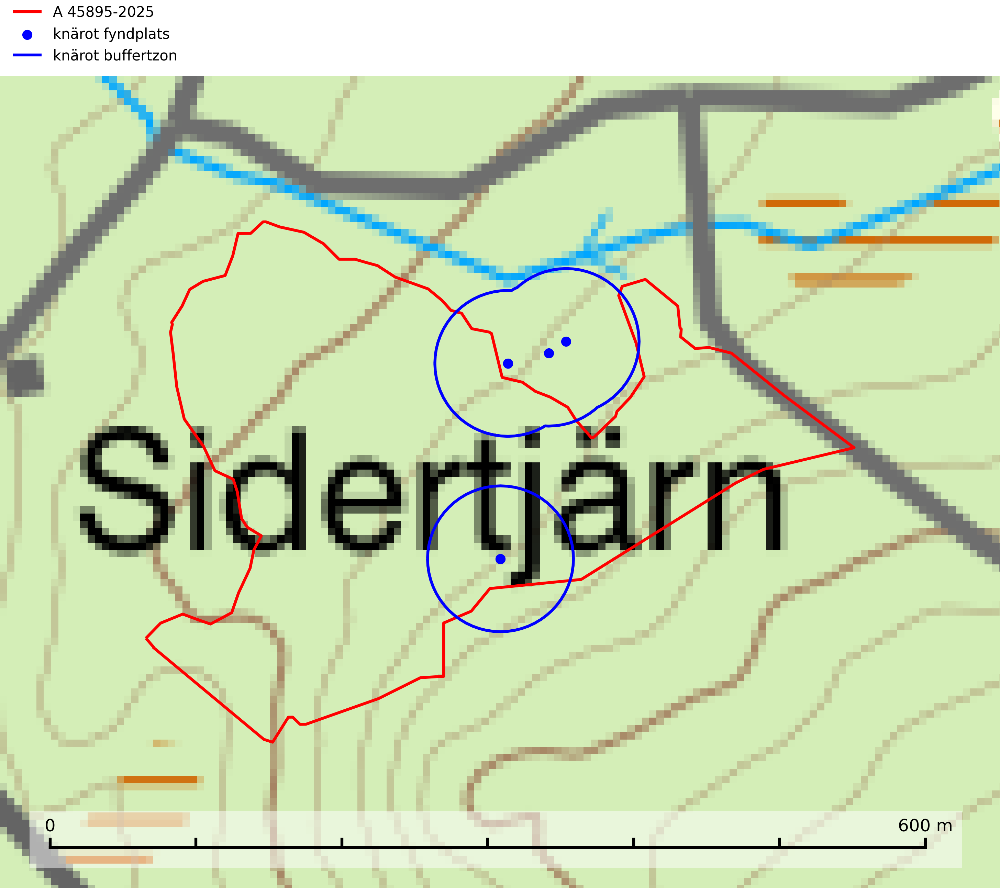 A 45895-2025
knärot fyndplats
knärot buffertzon
Sidertjärn
0 600 m